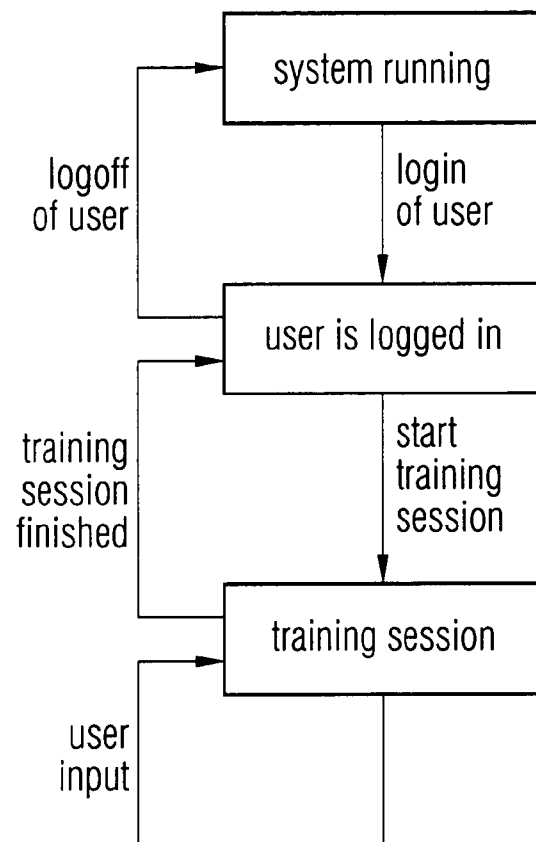 system running
logoff
of user
login
of user
user is logged in
training
session
finished
start
training
session
training session
user
input